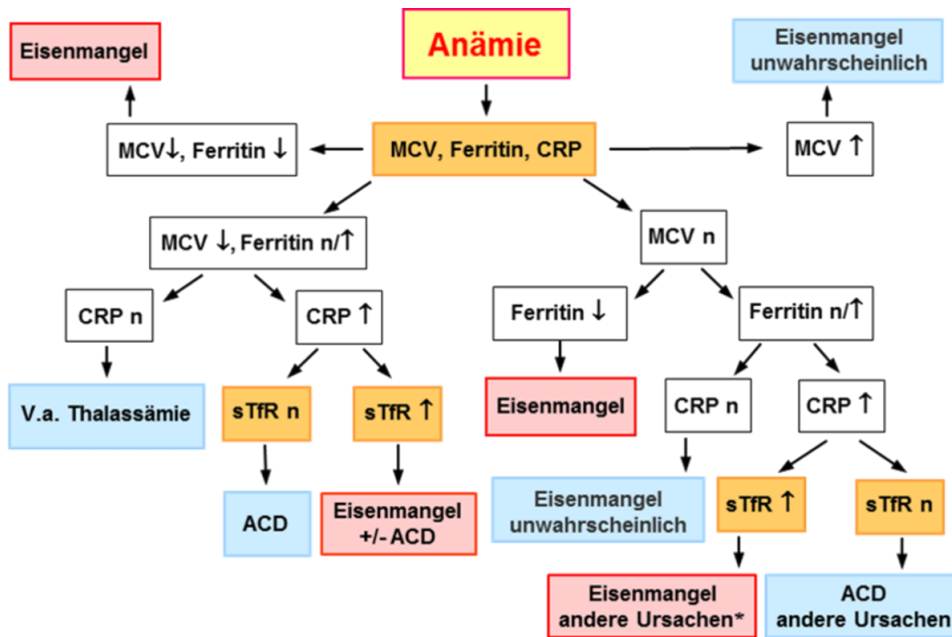 Anämie
Eisenmangel
Eisenmangel
unwahrscheinlich
MCV↓, Ferritin ↓
MCV, Ferritin, CRP
MCV ↑
MCV ↓, Ferritin n/↑
MCV n
CRP n
CRP ↑
Ferritin ↓
Ferritin n/↑
V.a. Thalassämie
sTfR n
sTfR ↑
Eisenmangel
CRP n
CRP ↑
ACD
Eisenmangel
+/- ACD
Eisenmangel
unwahrscheinlich
sTfR ↑
sTfR n
Eisenmangel
andere Ursachen*
ACD
andere Ursachen